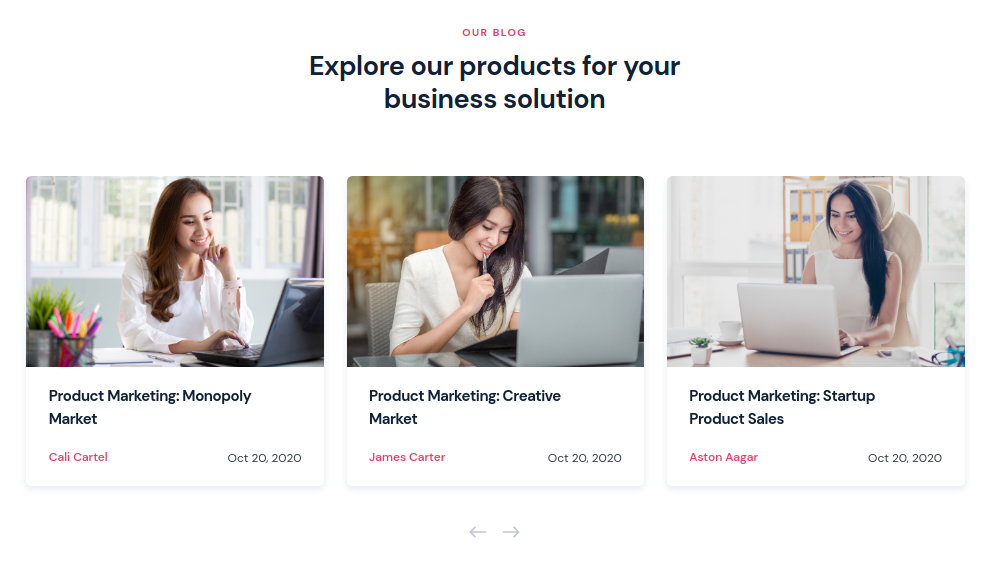 OUR BLOG
Explore our products for your
business solution
Product Marketing: Monopoly
Market
Cali Cartel
Oct 20, 2020
Product Marketing: Creative
Market
James Carter
Oct 20, 2020
Product Marketing: Startup
Product Sales
Aston Aagar
Oct 20, 2020